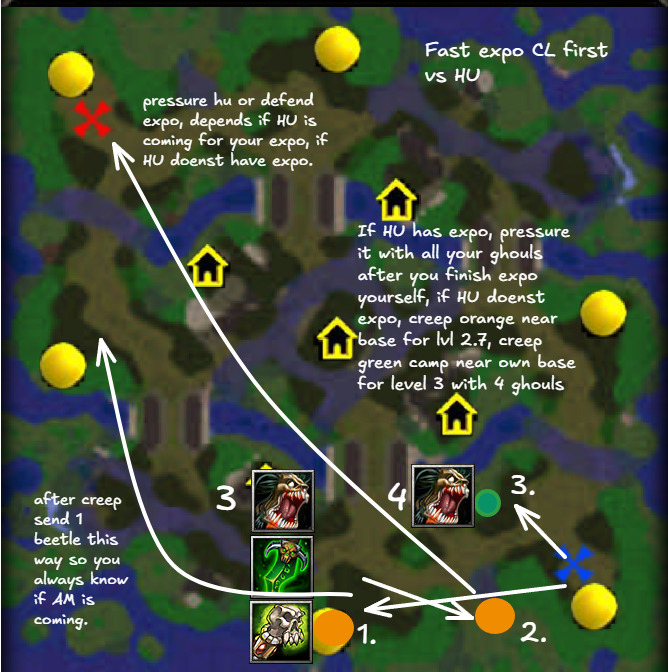 Fast expo CL first
vs HU
pressure hu or defend
expo, depends if HU is
coming for your expo, if
HU doenst have expo.
If HU has expo, pressure
it with all your ghouls
after you finish expo
yourself, if HU doenst
expo, creep orange near
base for lvl 2.7, creep
green camp near own base
for level 3 with 4 ghouls
3
4
3.
after creep
send 1
beetle this
way so you
always know
if AM is
coming.
1.
2.